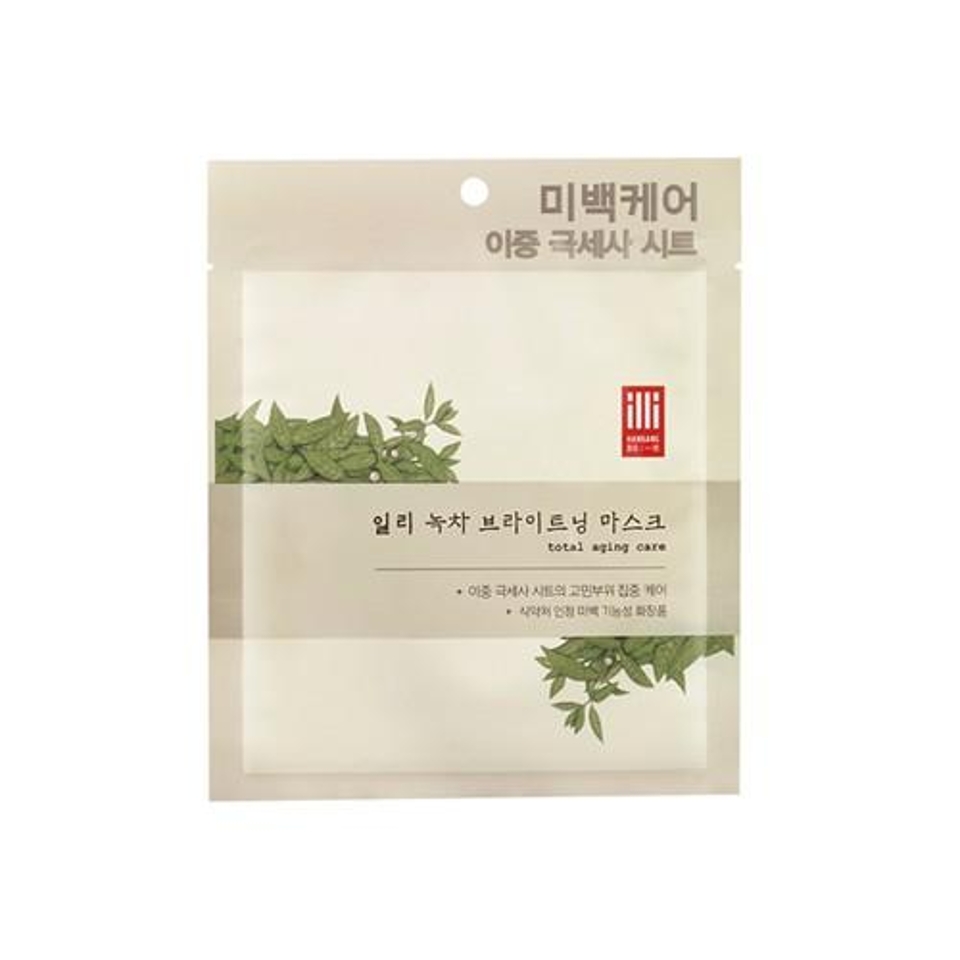 미백케어
이중 극세사 시트
illi
일리 녹차 브라이트닝 마스크
total aging care
• 이중 극세사 시트의 고민부위 집중 케어
• 식약처 인정 미백 기능성 화장품